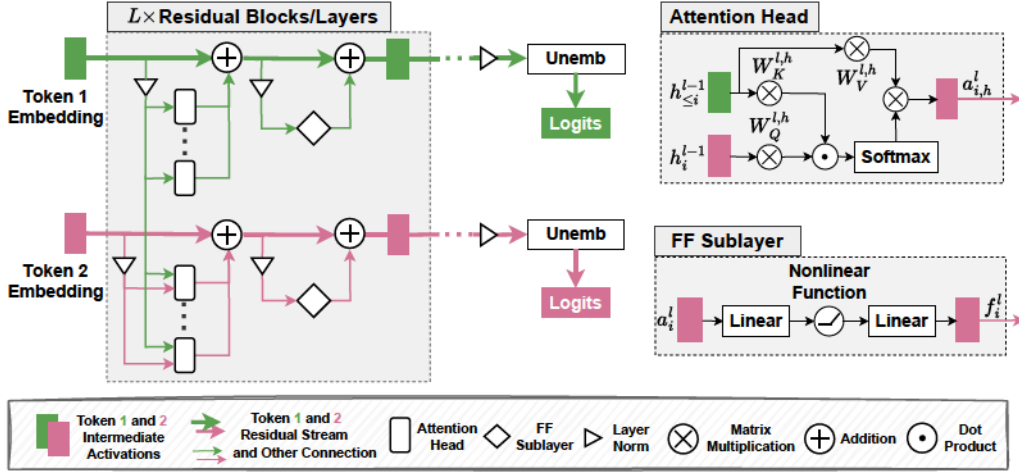 L× Residual Blocks/Layers
Token 1
Embedding
Unemb
Logits
Token 2
Embedding
Unemb
Logits
Attention Head
h_{≤i}^{l-1}
W_K^{l,h}
W_V^{l,h}
a_{i,h}^l
W_Q^{l,h}
h_i^{l-1}
Softmax
FF Sublayer
Nonlinear
Function
a_i^l
Linear
Linear
f_i^l
Token 1 and 2
Intermediate
Activations
Token 1 and 2
Residual Stream
and Other Connection
Attention
Head
FF
Sublayer
Layer
Norm
Matrix
Multiplication
Addition
Dot
Product